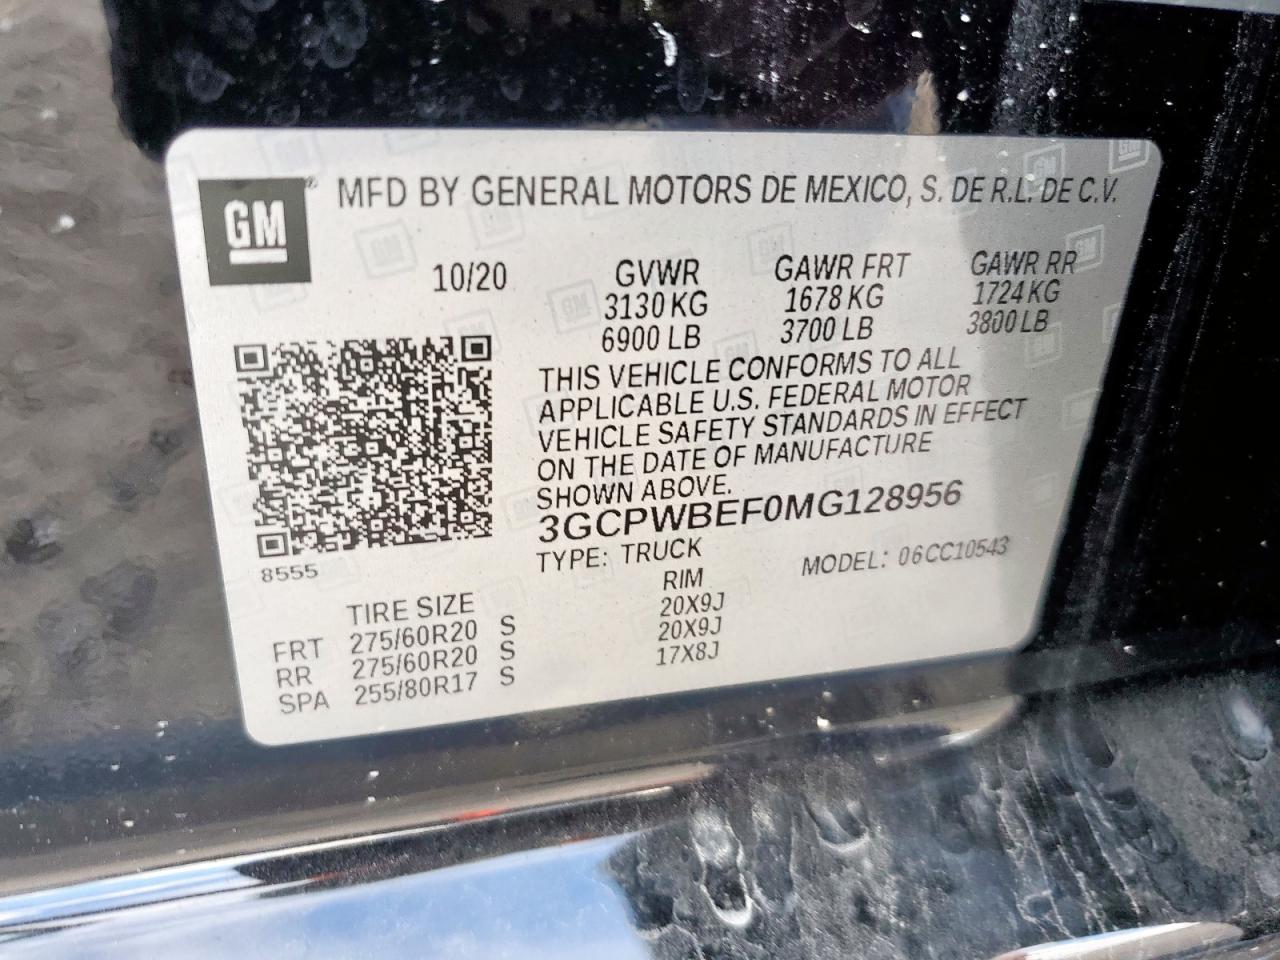 GM® MFD BY GENERAL MOTORS DE MEXICO, S. DE R.L. DE C.V.
10/20 GVWR GAWR FRT GAWR RR
3130 KG 1678 KG 1724 KG
6900 LB 3700 LB 3800 LB
THIS VEHICLE CONFORMS TO ALL
APPLICABLE U.S. FEDERAL MOTOR
VEHICLE SAFETY STANDARDS IN EFFECT
ON THE DATE OF MANUFACTURE
SHOWN ABOVE.
3GCPWBEF0MG128956
8555 TYPE: TRUCK MODEL: 06CC10543
TIRE SIZE RIM
FRT 275/60R20 S 20X9J
RR 275/60R20 S 20X9J
SPA 255/80R17 S 17X8J